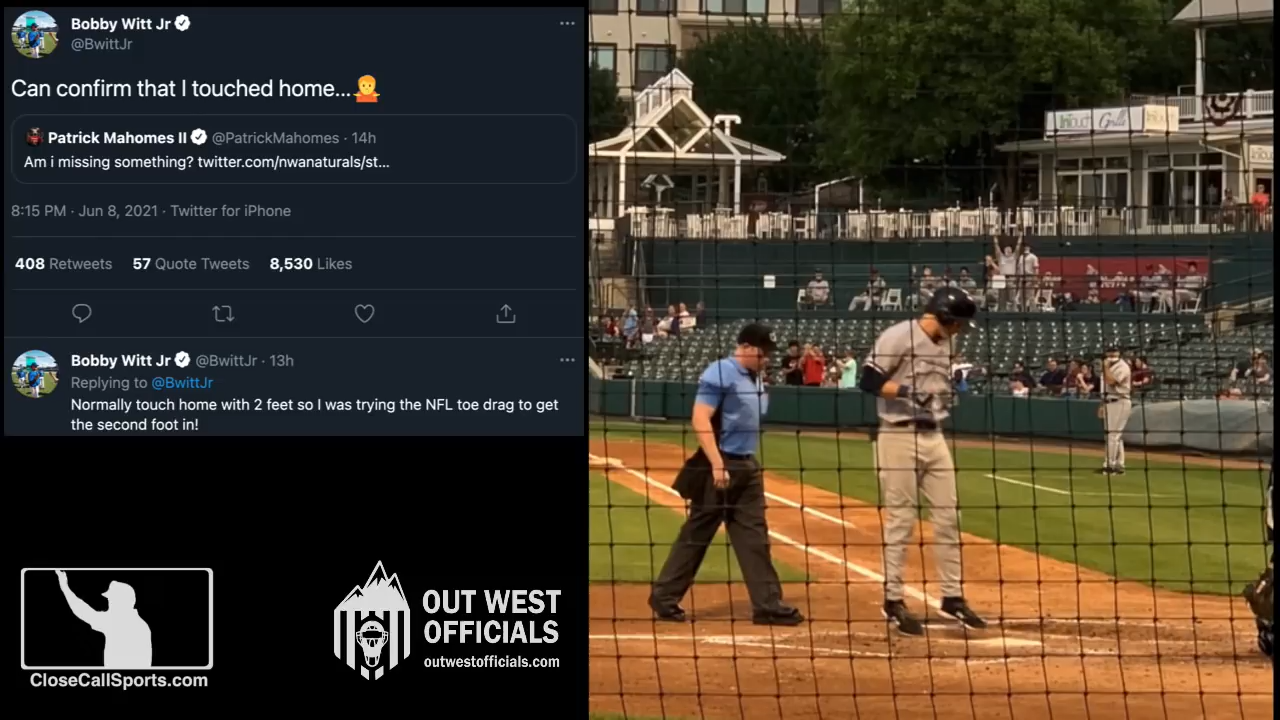 Bobby Witt Jr
@BwittJr
Can confirm that I touched home...
Patrick Mahomes II @PatrickMahomes · 14h
Am i missing something? twitter.com/nwanaturals/st...
8:15 PM · Jun 8, 2021 · Twitter for iPhone
408 Retweets 57 Quote Tweets 8,530 Likes
Bobby Witt Jr @BwittJr · 13h
Replying to @BwittJr
Normally touch home with 2 feet so I was trying the NFL toe drag to get
the second foot in!
CloseCallSports.com
OUT WEST
OFFICIALS
outwestofficials.com